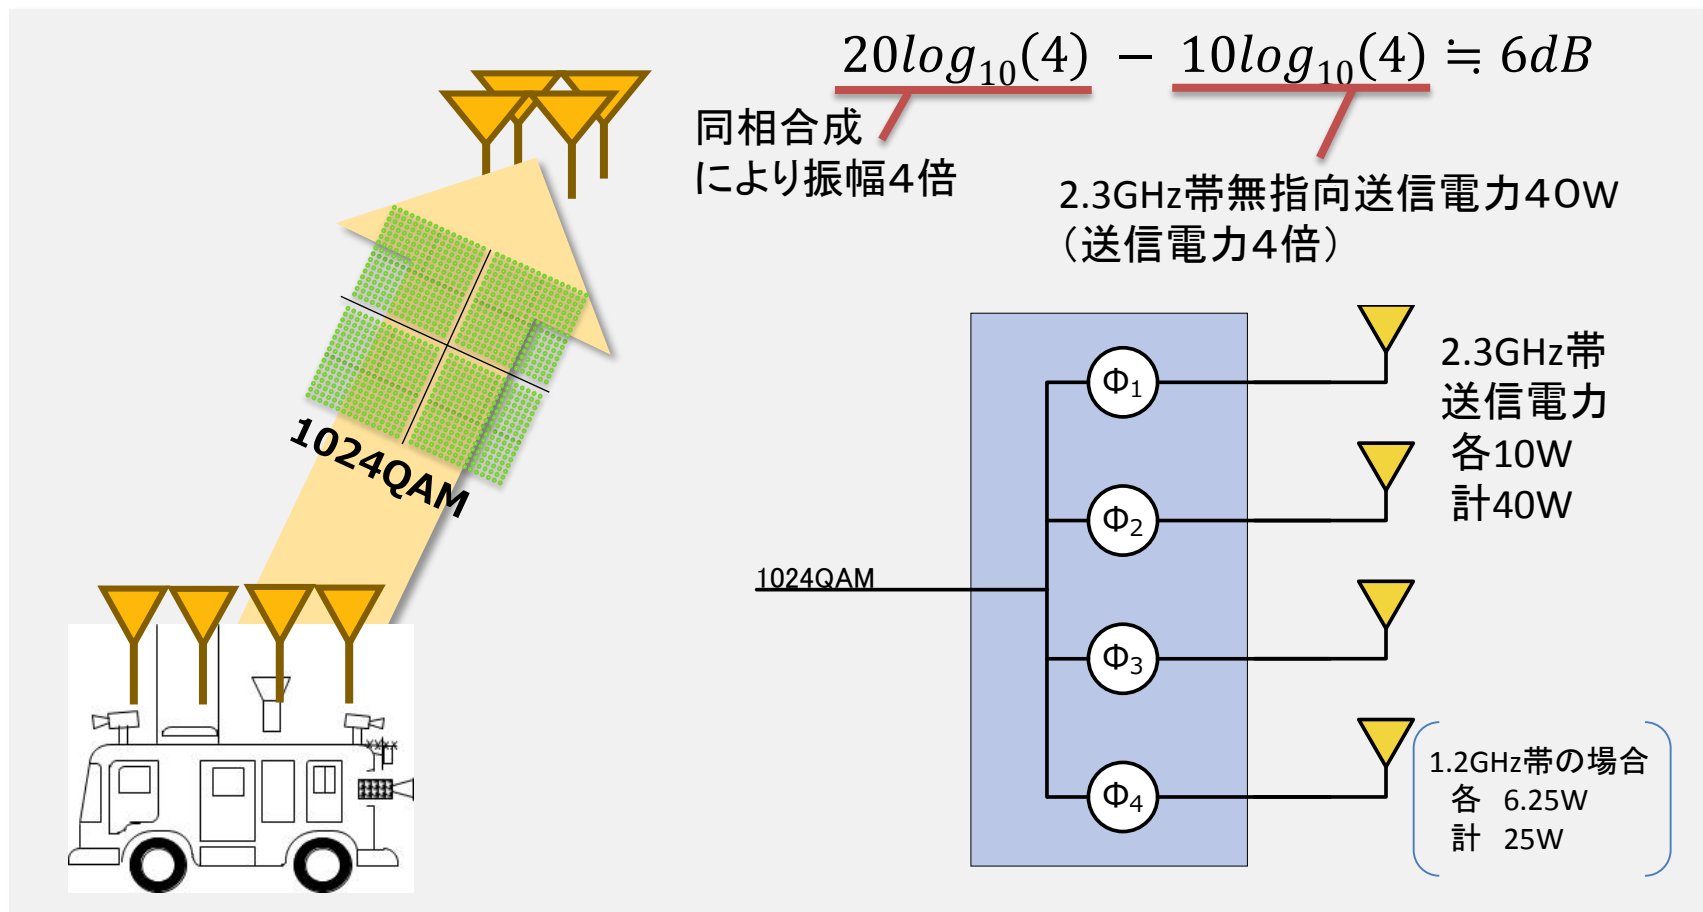 20log₁₀(4) − 10log₁₀(4) ≒ 6dB
同相合成
により振幅4倍
2.3GHz帯無指向送信電力40W
（送信電力4倍）
1024QAM
1024QAM
Φ₁
Φ₂
Φ₃
Φ₄
2.3GHz帯
送信電力
各10W
計40W
1.2GHz帯の場合
各 6.25W
計 25W